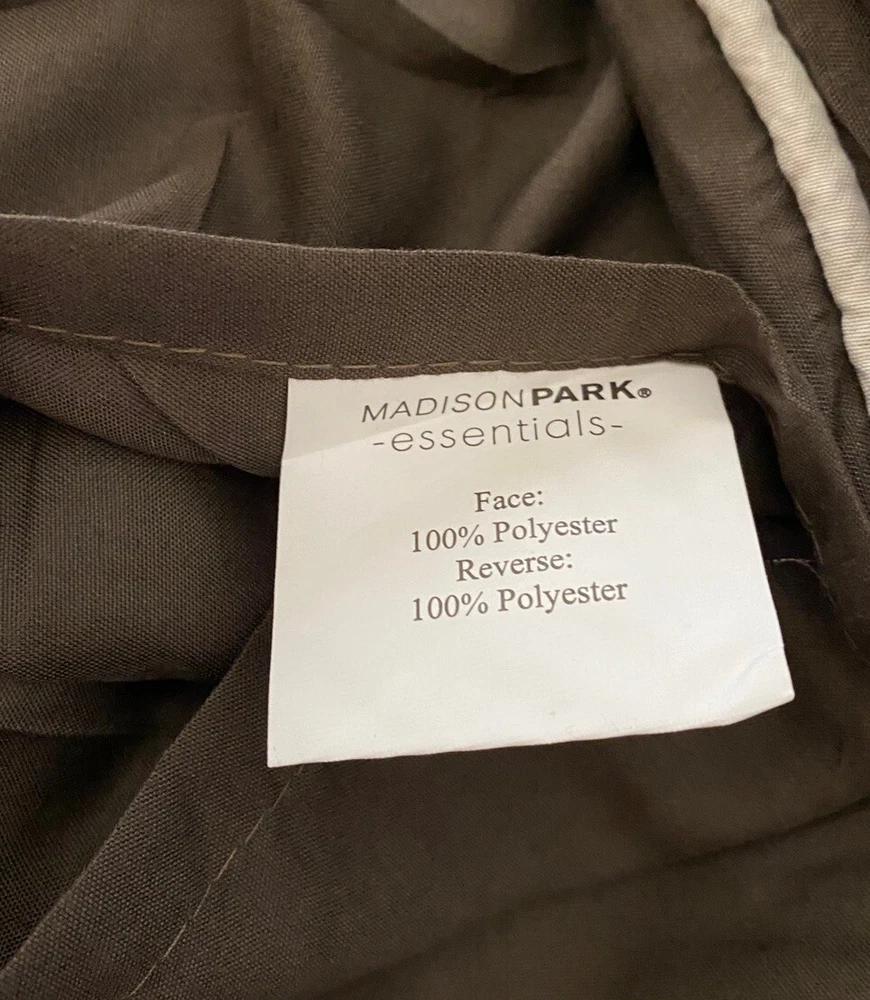 MADISONPARK®
-essentials-
Face:
100% Polyester
Reverse:
100% Polyester